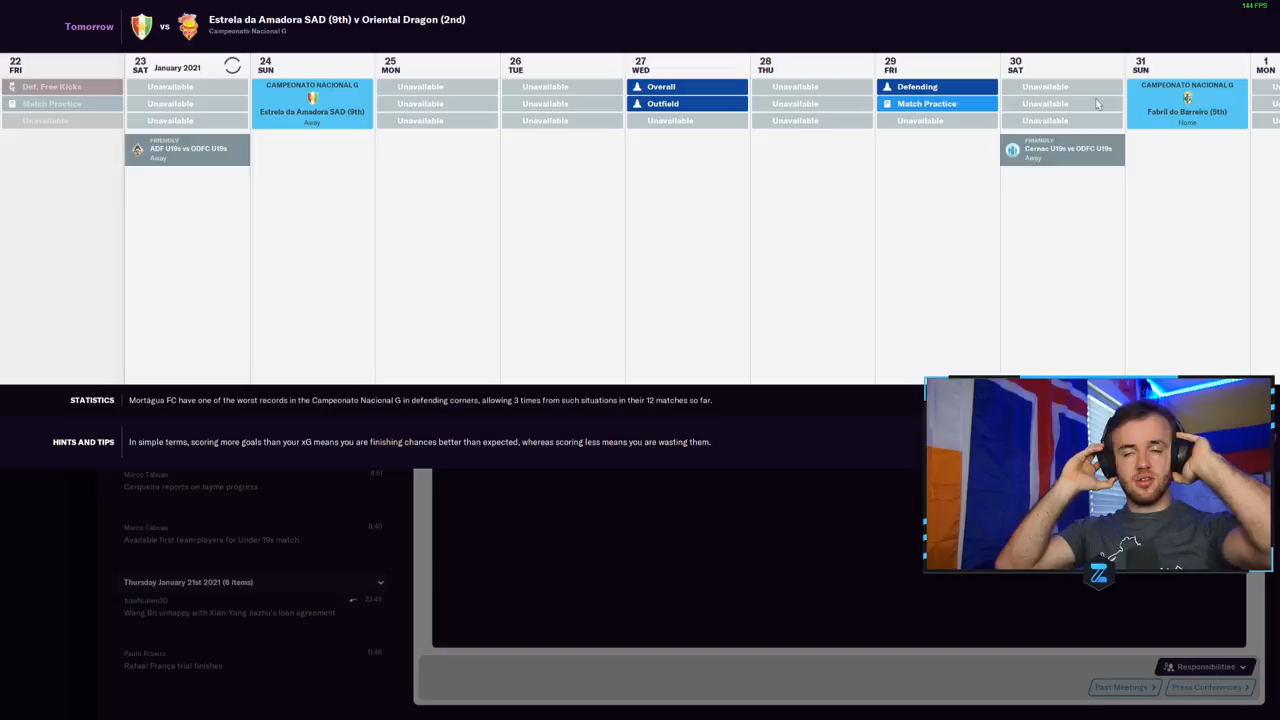 144 FPS
Tomorrow
vs
Estrela da Amadora SAD (9th) v Oriental Dragon (2nd)
Campeonato Nacional G
22
FRI
23
SAT
January 2021
24
SUN
25
MON
26
TUE
27
WED
28
THU
29
FRI
30
SAT
31
SUN
1
MON
Def. Free Kicks
Match Practice
Unavailable
Unavailable
Unavailable
Unavailable
FRIENDLY
ADF U19s vs ODFC U19s
Away
CAMPEONATO NACIONAL G
Estrela da Amadora SAD (9th)
Away
Unavailable
Unavailable
Unavailable
Unavailable
Unavailable
Unavailable
Overall
Outfield
Unavailable
Unavailable
Unavailable
Unavailable
Defending
Match Practice
Unavailable
Unavailable
Unavailable
Unavailable
FRIENDLY
Cernac U19s vs ODFC U19s
Away
CAMPEONATO NACIONAL G
Fabril do Barreiro (5th)
Home
STATISTICS
Mortágua FC have one of the worst records in the Campeonato Nacional G in defending corners, allowing 3 times from such situations in their 12 matches so far.
HINTS AND TIPS
In simple terms, scoring more goals than your xG means you are finishing chances better than expected, whereas scoring less means you are wasting them.
Marco Tábuas
8:51
Cerqueira reports on Jayme progress
Marco Tábuas
8:40
Available first team players for Under 19s match
Thursday January 21st 2021 (6 items)
23:45
Wang Bo unhappy with Xian-Yang Jiazhu's loan agreement
Paulo Ribeiro
11:46
Rafael França trial finishes
Responsibilities
Past Meetings
Press Conferences